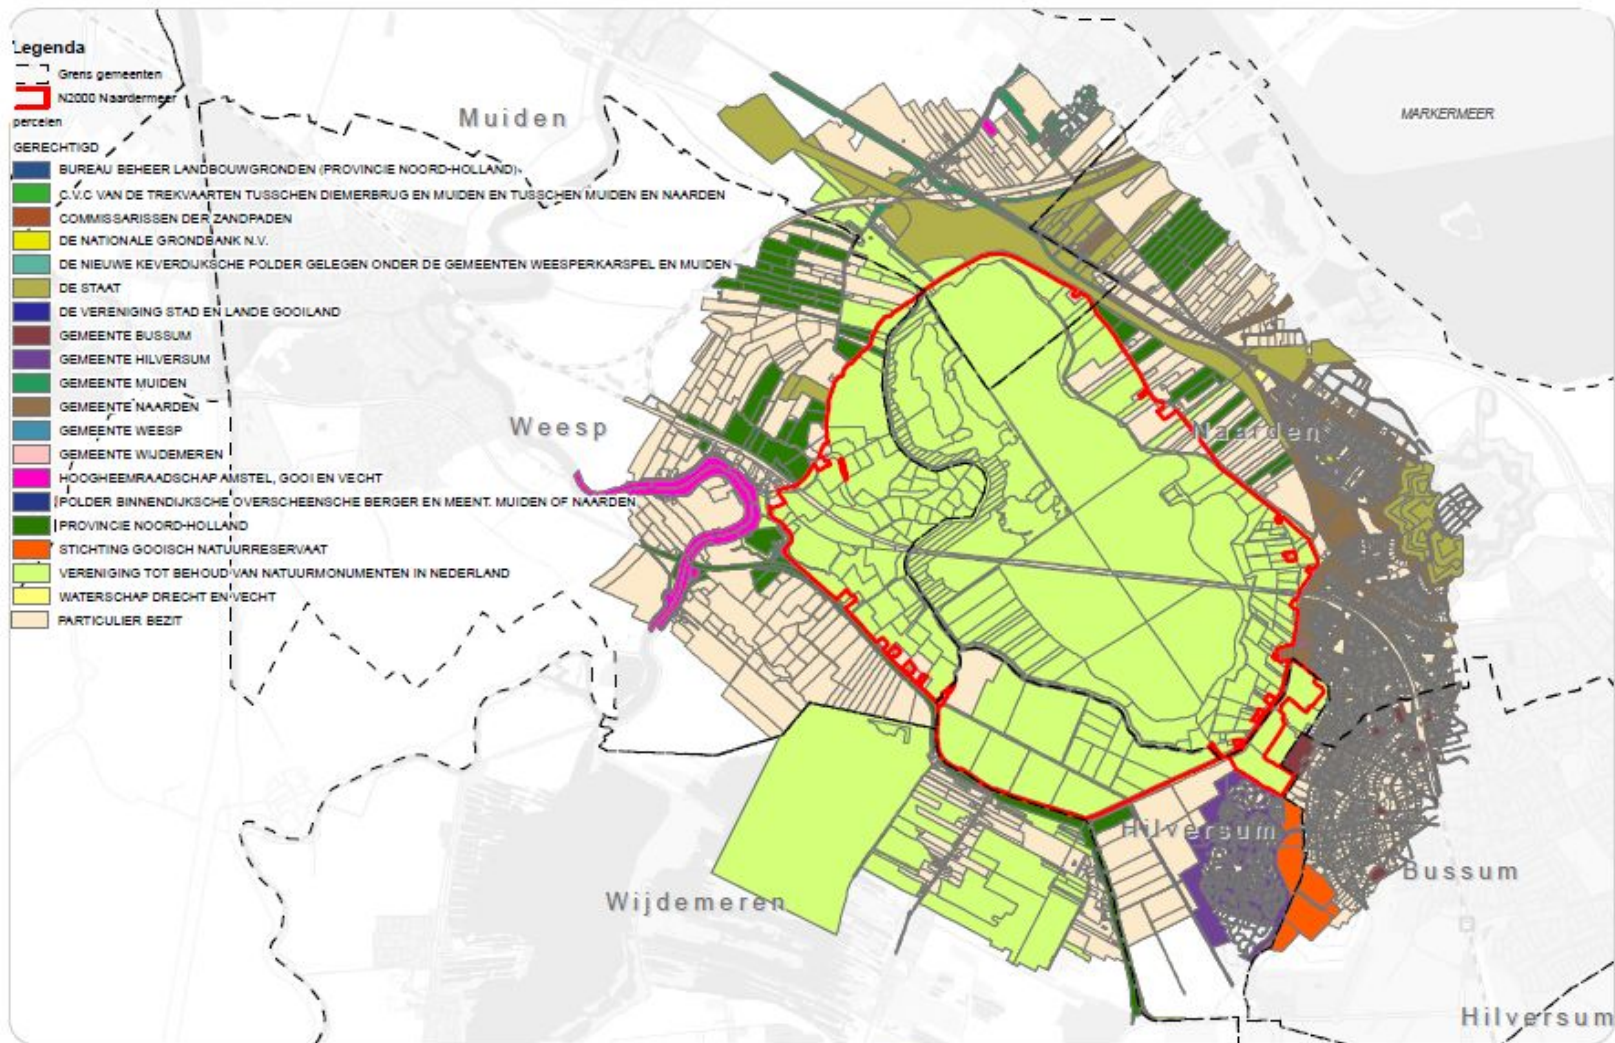 Legenda
Grens gemeenten
N2000 Naardermeer
percelen
GERECHTIGD
BUREAU BEHEER LANDBOUWGRONDEN (PROVINCIE NOORD-HOLLAND)
C.V.C VAN DE TREKVAARTEN TUSSCHEN DIEMERBRUG EN MUIDEN EN TUSSCHEN MUIDEN EN NAARDEN
COMMISSARISSEN DER ZANDPADEN
DE NATIONALE GRONDBANK N.V.
DE NIEUWE KEVERDIJKSCHE POLDER GELEGEN ONDER DE GEMEENTEN WEESPERKARSPEL EN MUIDEN
DE STAAT
DE VERENIGING STAD EN LANDE GOOILAND
GEMEENTE BUSSUM
GEMEENTE HILVERSUM
GEMEENTE MUIDEN
GEMEENTE NAARDEN
GEMEENTE WEESP
GEMEENTE WIJDEMEREN
HOOGHEEMRAADSCHAP AMSTEL, GOOI EN VECHT
POLDER BINNENDIJKSCHE OVERSCHEENSCHE BERGER EN MEENT. MUIDEN OF NAARDEN
PROVINCIE NOORD-HOLLAND
STICHTING GOOISCH NATUURRESERVAAT
VERENIGING TOT BEHOUD VAN NATUURMONUMENTEN IN NEDERLAND
WATERSCHAP DRECHT EN VECHT
PARTICULIER BEZIT
Muiden
MARKERMEER
Weesp
Naarden
Hilversum
Bussum
Wijdemeren
Hilversum